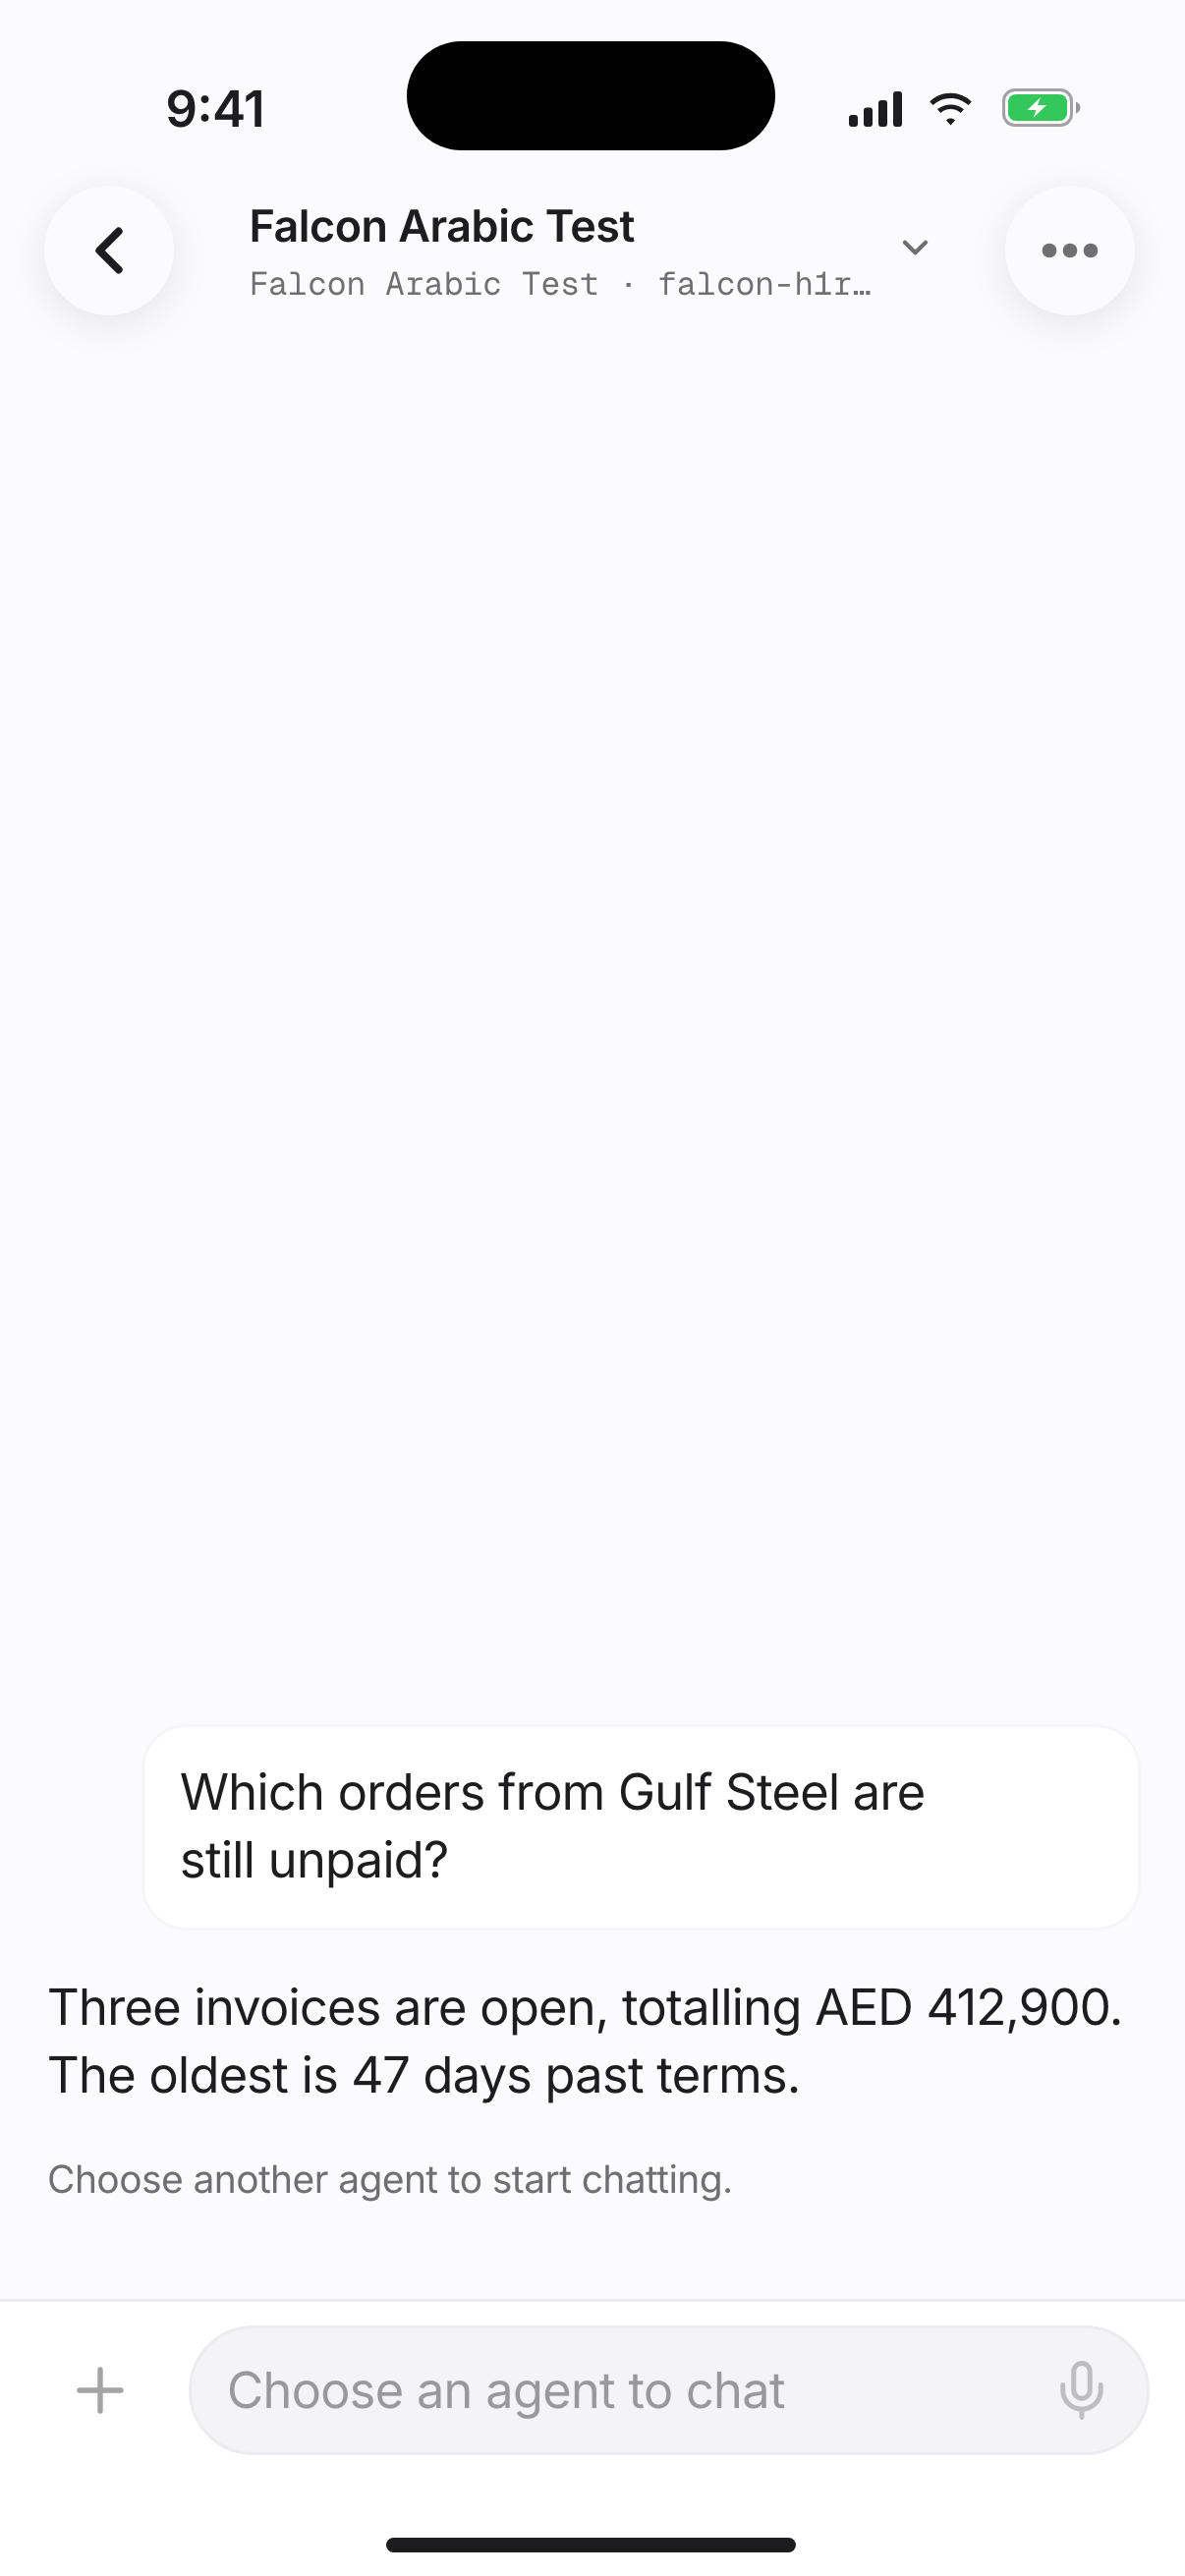 9:41
Falcon Arabic Test
Falcon Arabic Test · falcon-h1r…
Which orders from Gulf Steel are
still unpaid?
Three invoices are open, totalling AED 412,900.
The oldest is 47 days past terms.
Choose another agent to start chatting.
Choose an agent to chat